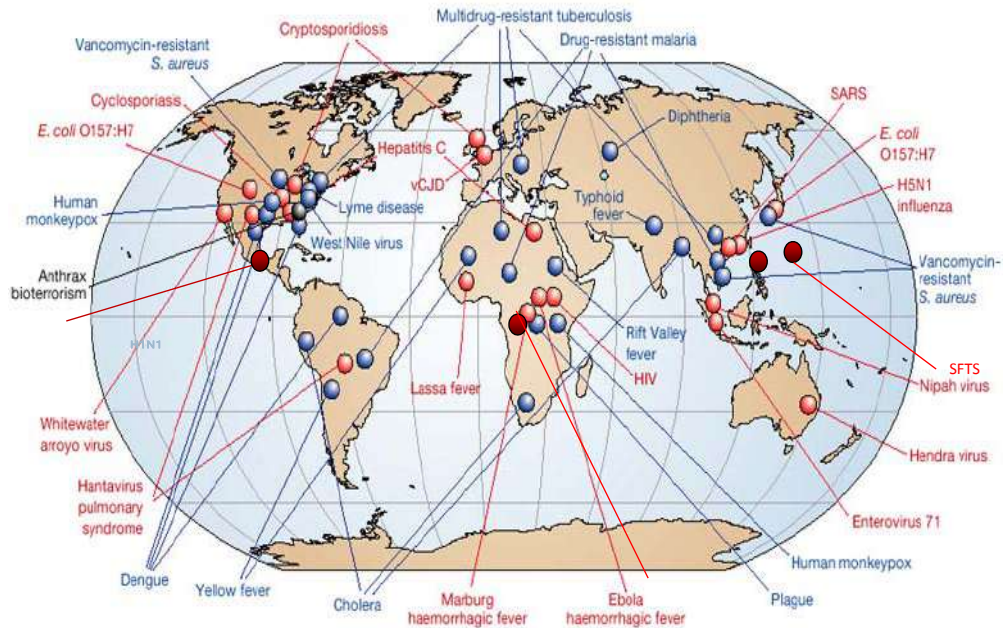 Multidrug-resistant tuberculosis
Cryptosporidiosis
Drug-resistant malaria
Vancomycin-resistant
S. aureus
SARS
Cyclosporiasis
E. coli
O157:H7
Diphtheria
E. coli O157:H7
Hepatitis C
H5N1
influenza
vCJD
Human
monkeypox
Lyme disease
Typhoid
fever
West Nile virus
Anthrax
bioterrorism
Vancomycin-
resistant
S. aureus
Rift Valley
fever
H1N1
SFTS
HIV
Lassa fever
Nipah virus
Whitewater
arroyo virus
Hendra virus
Hantavirus
pulmonary
syndrome
Enterovirus 71
Human monkeypox
Dengue
Yellow fever
Cholera
Marburg
haemorrhagic fever
Ebola
haemorrhagic fever
Plague